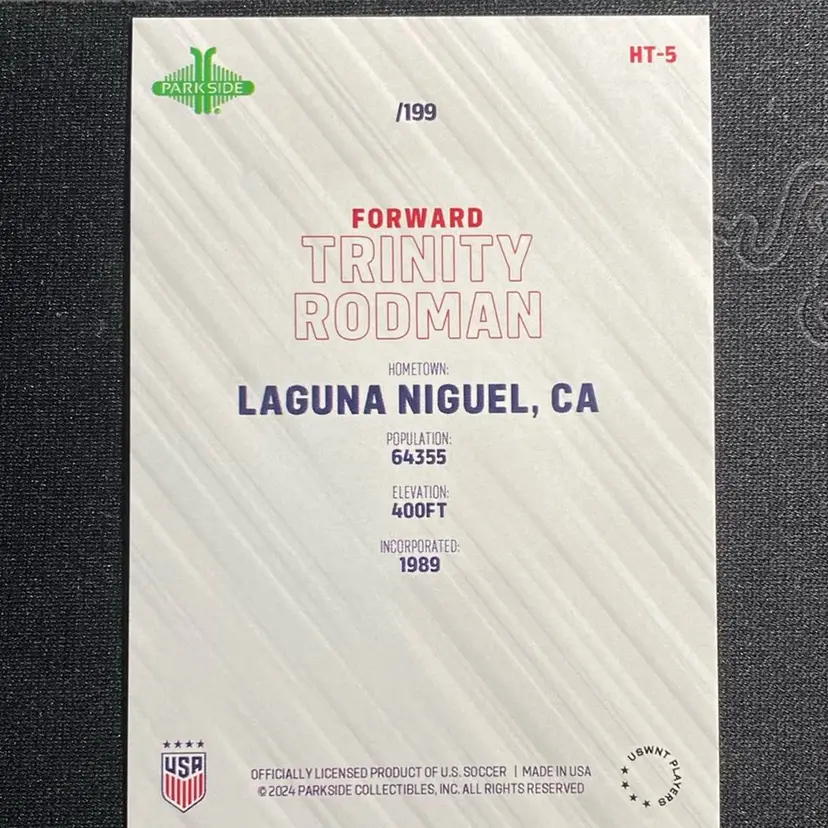 PARKSIDE
HT-5
/199
FORWARD
TRINITY
RODMAN
HOMETOWN:
LAGUNA NIGUEL, CA
POPULATION:
64355
ELEVATION:
400FT
INCORPORATED:
1989
USA
OFFICIALLY LICENSED PRODUCT OF U.S. SOCCER | MADE IN USA
© 2024 PARKSIDE COLLECTIBLES, INC. ALL RIGHTS RESERVED
USWNT PLAYERS